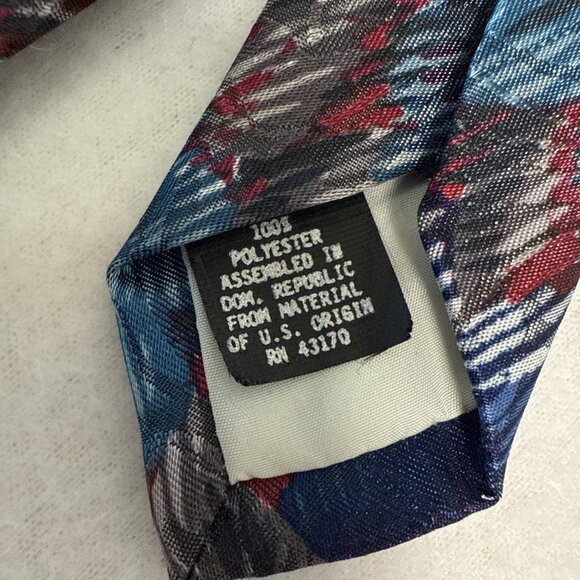 100%
POLYESTER
ASSEMBLED IN
DOM. REPUBLIC
FROM MATERIAL
OF U.S. ORIGIN
RN 43170